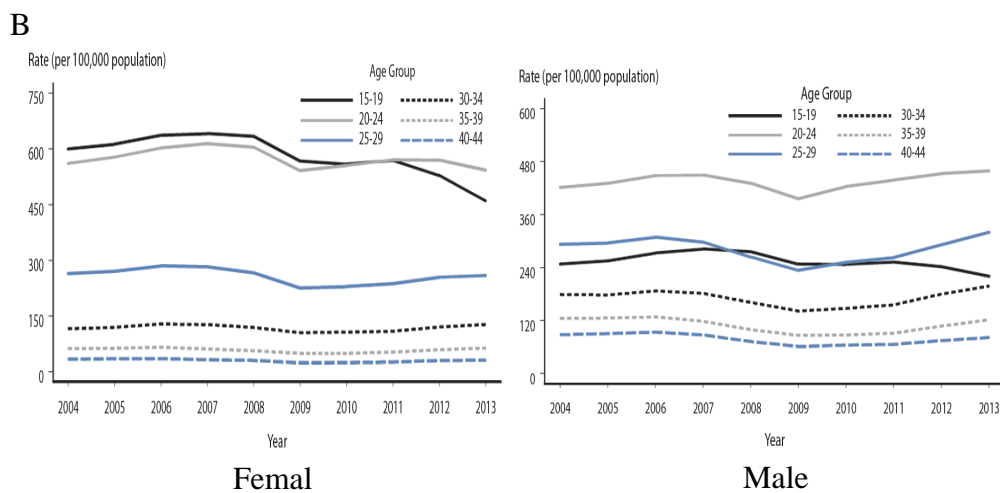 B
Rate (per 100,000 population)
Age Group
15-19 30-34
20-24 35-39
25-29 40-44
750
600
450
300
150
0
2004 2005 2006 2007 2008 2009 2010 2011 2012 2013
Year
Femal
Rate (per 100,000 population)
Age Group
15-19 30-34
20-24 35-39
25-29 40-44
600
480
360
240
120
0
2004 2005 2006 2007 2008 2009 2010 2011 2012 2013
Year
Male